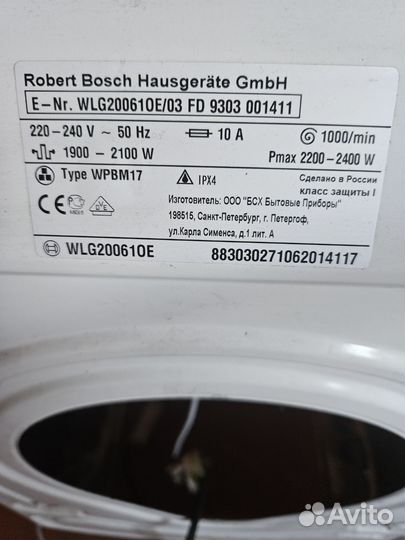 Robert Bosch Hausgeräte GmbH
E-Nr. WLG20061OE/03 FD 9303 001411
220-240 V ~ 50 Hz 10 A 1000/min
1900 - 2100 W Pmax 2200-2400 W
Type WPBM17 IPX4 Сделано в России
класс защиты I
Изготовитель: ООО "БСХ Бытовые Приборы"
198515, Санкт-Петербург, г. Петергоф,
ул.Карла Сименса, д.1 лит. А
CE
WLG20061OE 883030271062014117
Avito